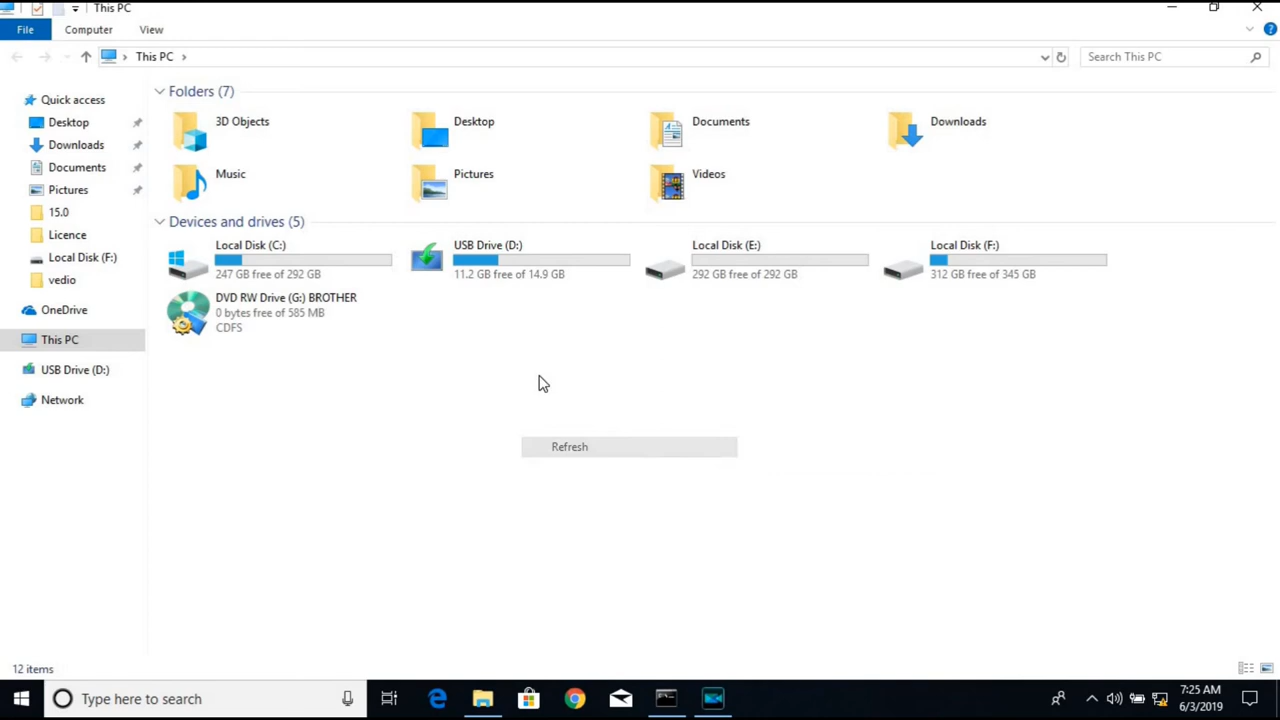 This PC
File Computer View
This PC
Search This PC
Quick access
Desktop
Downloads
Documents
Pictures
15.0
Licence
Local Disk (F:)
vedio
OneDrive
This PC
USB Drive (D:)
Network
Folders (7)
3D Objects
Desktop
Documents
Downloads
Music
Pictures
Videos
Devices and drives (5)
Local Disk (C:)
247 GB free of 292 GB
USB Drive (D:)
11.2 GB free of 14.9 GB
Local Disk (E:)
292 GB free of 292 GB
Local Disk (F:)
312 GB free of 345 GB
DVD RW Drive (G:) BROTHER
0 bytes free of 585 MB
CDFS
Refresh
12 items
Type here to search
7:25 AM
6/3/2019